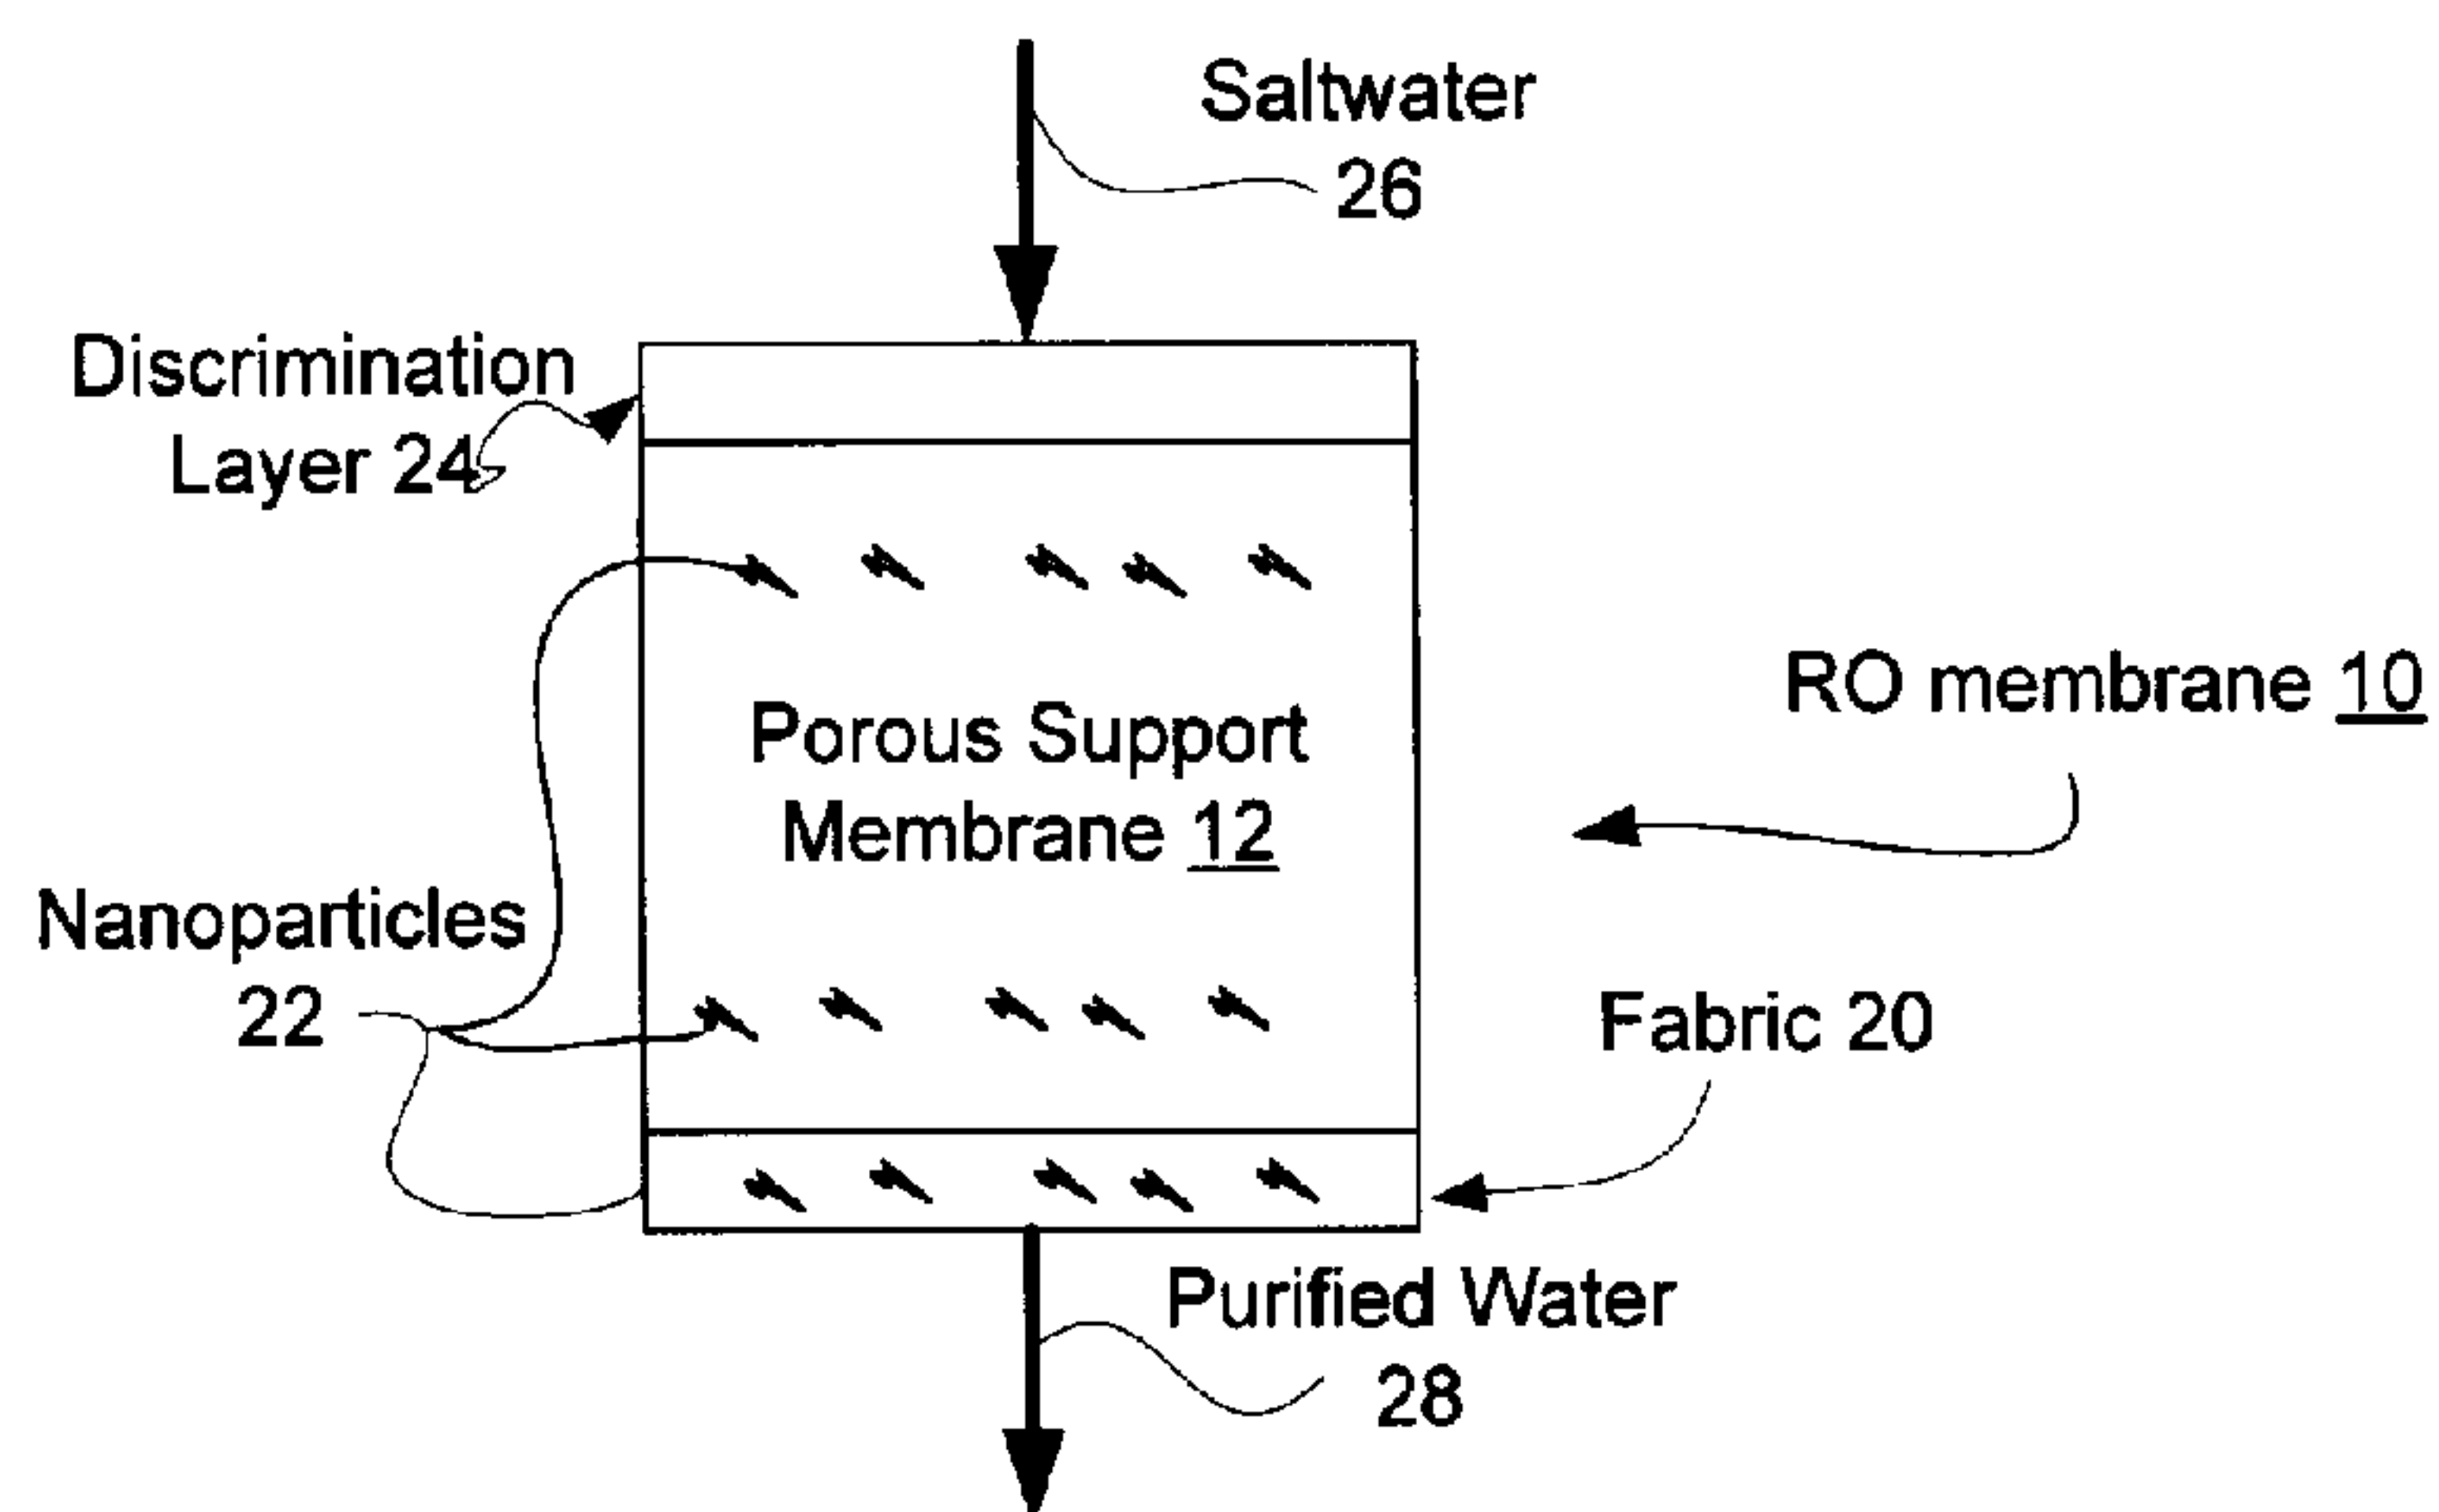 Saltwater
26
Discrimination
Layer 24
RO membrane 10
Porous Support
Membrane 12
Nanoparticles
22
Fabric 20
Purified Water
28